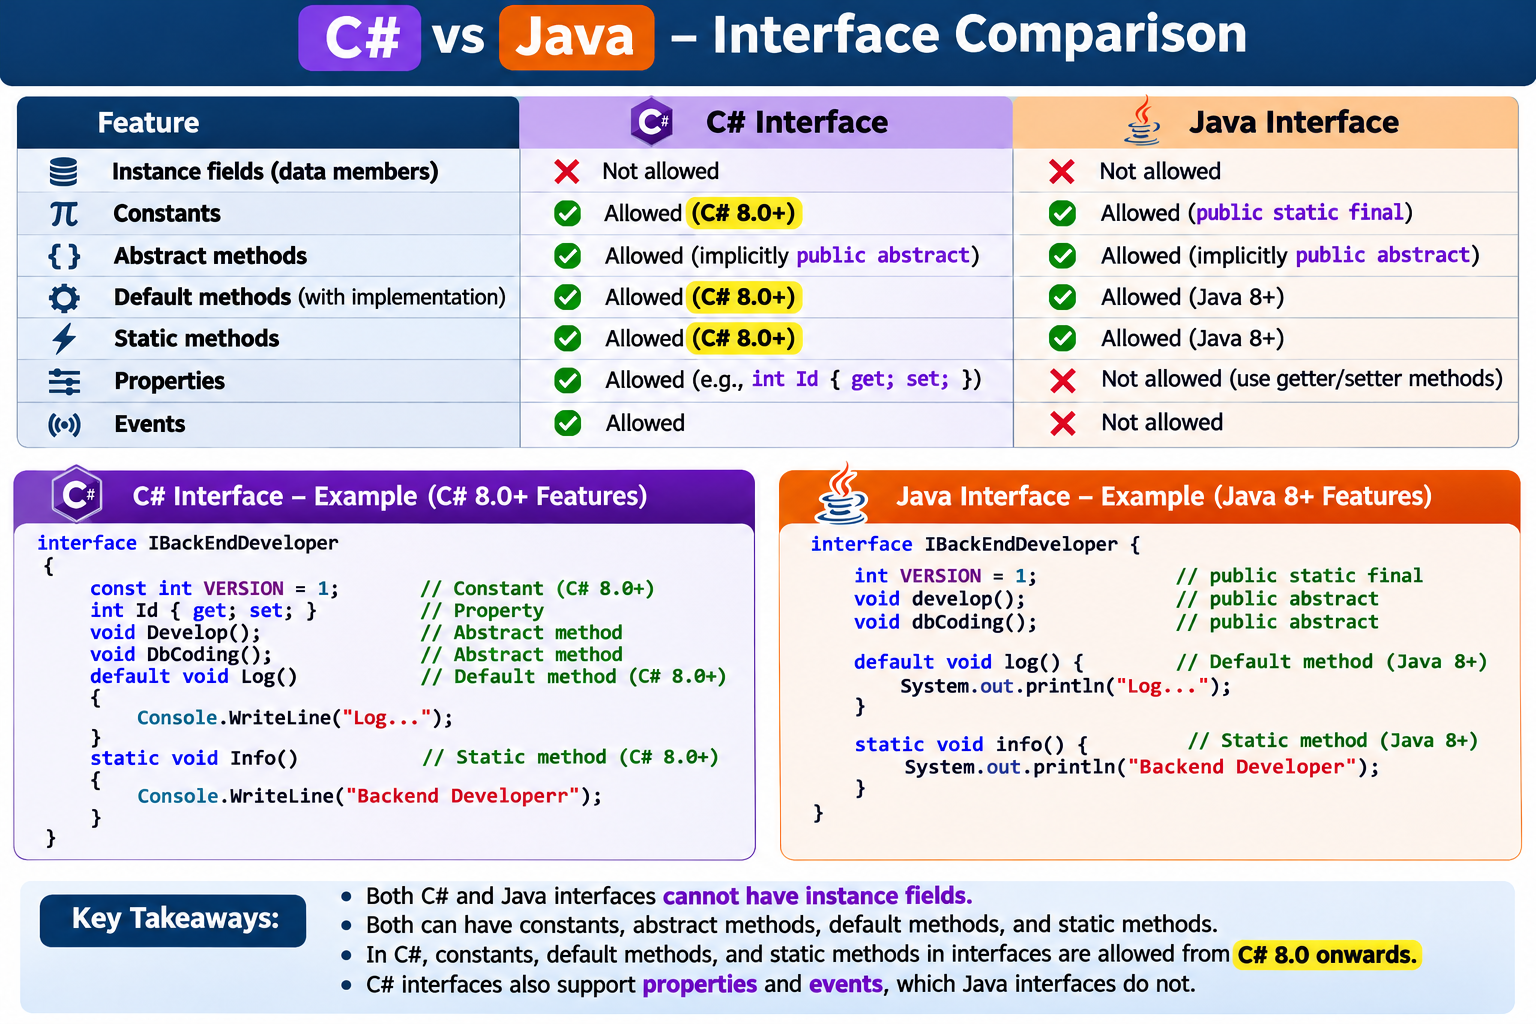 C# vs Java – Interface Comparison
Feature C# Interface Java Interface
Instance fields (data members) Not allowed Not allowed
Constants Allowed (C# 8.0+) Allowed (public static final)
Abstract methods Allowed (implicitly public abstract) Allowed (implicitly public abstract)
Default methods (with implementation) Allowed (C# 8.0+) Allowed (Java 8+)
Static methods Allowed (C# 8.0+) Allowed (Java 8+)
Properties Allowed (e.g., int Id { get; set; }) Not allowed (use getter/setter methods)
Events Allowed Not allowed
C# Interface – Example (C# 8.0+ Features)
interface IBackEndDeveloper
{
const int VERSION = 1; // Constant (C# 8.0+)
int Id { get; set; } // Property
void Develop(); // Abstract method
void DbCoding(); // Abstract method
default void Log() // Default method (C# 8.0+)
{
Console.WriteLine("Log...");
}
static void Info() // Static method (C# 8.0+)
{
Console.WriteLine("Backend Developerr");
}
}
Java Interface – Example (Java 8+ Features)
interface IBackEndDeveloper {
int VERSION = 1; // public static final
void develop(); // public abstract
void dbCoding(); // public abstract
default void log() { // Default method (Java 8+)
System.out.println("Log...");
}
static void info() { // Static method (Java 8+)
System.out.println("Backend Developer");
}
}
Key Takeaways:
• Both C# and Java interfaces cannot have instance fields.
• Both can have constants, abstract methods, default methods, and static methods.
• In C#, constants, default methods, and static methods in interfaces are allowed from C# 8.0 onwards.
• C# interfaces also support properties and events, which Java interfaces do not.